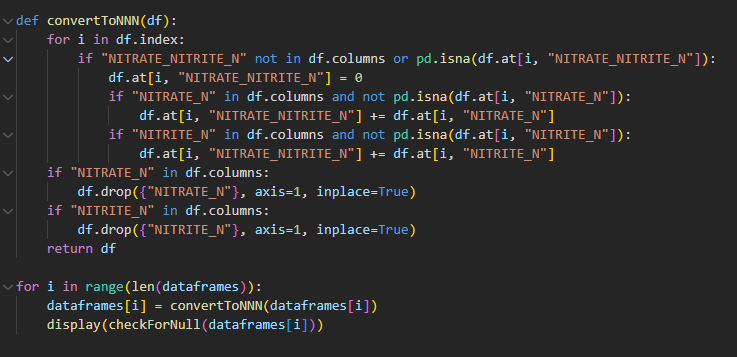 def convertToNNN(df):
    for i in df.index:
        if "NITRATE_NITRITE_N" not in df.columns or pd.isna(df.at[i, "NITRATE_NITRITE_N"]):
            df.at[i, "NITRATE_NITRITE_N"] = 0
            if "NITRATE_N" in df.columns and not pd.isna(df.at[i, "NITRATE_N"]):
                df.at[i, "NITRATE_NITRITE_N"] += df.at[i, "NITRATE_N"]
            if "NITRITE_N" in df.columns and not pd.isna(df.at[i, "NITRITE_N"]):
                df.at[i, "NITRATE_NITRITE_N"] += df.at[i, "NITRITE_N"]
    if "NITRATE_N" in df.columns:
        df.drop({"NITRATE_N"}, axis=1, inplace=True)
    if "NITRITE_N" in df.columns:
        df.drop({"NITRITE_N"}, axis=1, inplace=True)
    return df
for i in range(len(dataframes)):
    dataframes[i] = convertToNNN(dataframes[i])
    display(checkForNull(dataframes[i]))